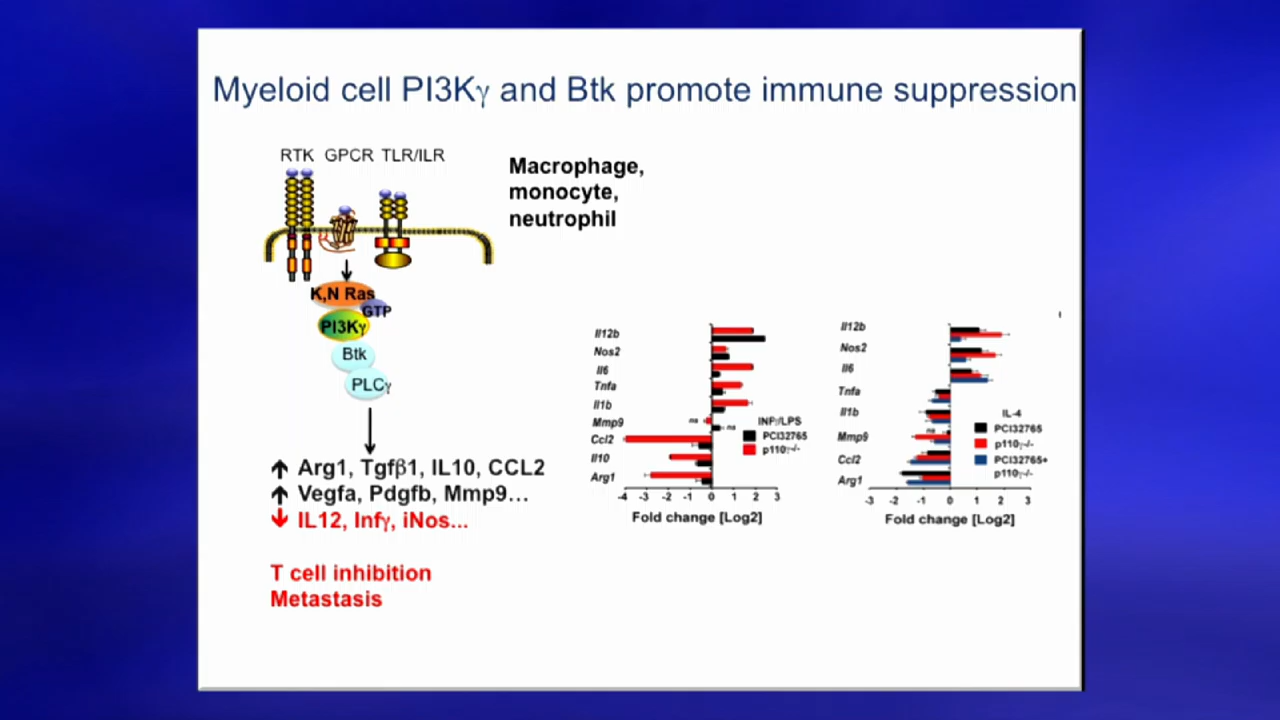 Myeloid cell PI3Kγ and Btk promote immune suppression
RTK GPCR TLR/ILR
Macrophage,
monocyte,
neutrophil
K,N Ras
GTP
PI3Kγ
Btk
PLCγ
Arg1, Tgfβ1, IL10, CCL2
Vegfa, Pdgfb, Mmp9...
IL12, Infγ, iNos...
T cell inhibition
Metastasis
Il12b
Nos2
Il6
Tnfa
Il1b
Mmp9
Ccl2
Il10
Arg1
ns
ns
INFγ/LPS
PCI32765
p110γ-/-
-4 -3 -2 -1 0 1 2 3
Fold change [Log2]
Il12b
Nos2
Il6
Tnfa
Il1b
Mmp9
Ccl2
Arg1
ns
IL-4
PCI32765
p110γ-/-
PCI32765+
p110γ-/-
-3 -2 -1 0 1 2 3
Fold change [Log2]